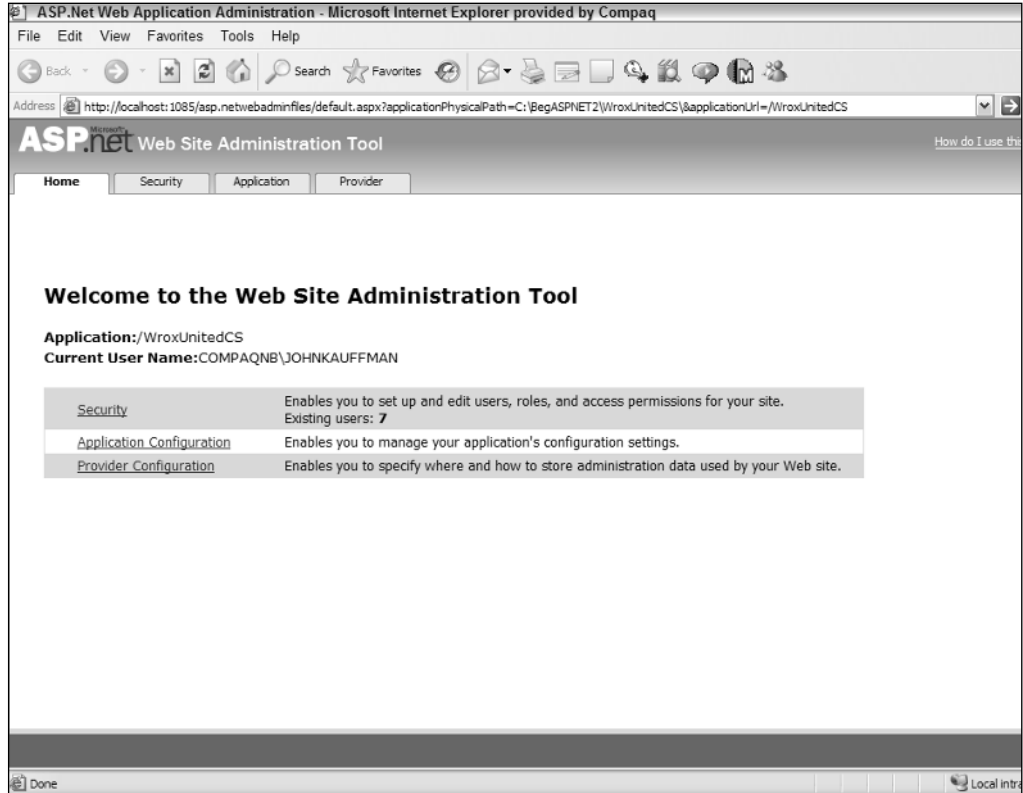 ASP.Net Web Application Administration - Microsoft Internet Explorer provided by Compaq
File Edit View Favorites Tools Help
Back Search Favorites
Address http://localhost:1085/asp.netwebadminfiles/default.aspx?applicationPhysicalPath=C:\BegASPNET2\WroxUnitedCS\&applicationUrl=/WroxUnitedCS
Microsoft
ASP.net Web Site Administration Tool How do I use this
Home Security Application Provider
Welcome to the Web Site Administration Tool
Application:/WroxUnitedCS
Current User Name:COMPAQNB\JOHNKAUFFMAN
Security Enables you to set up and edit users, roles, and access permissions for your site.
Existing users: 7
Application Configuration Enables you to manage your application's configuration settings.
Provider Configuration Enables you to specify where and how to store administration data used by your Web site.
Done Local intra